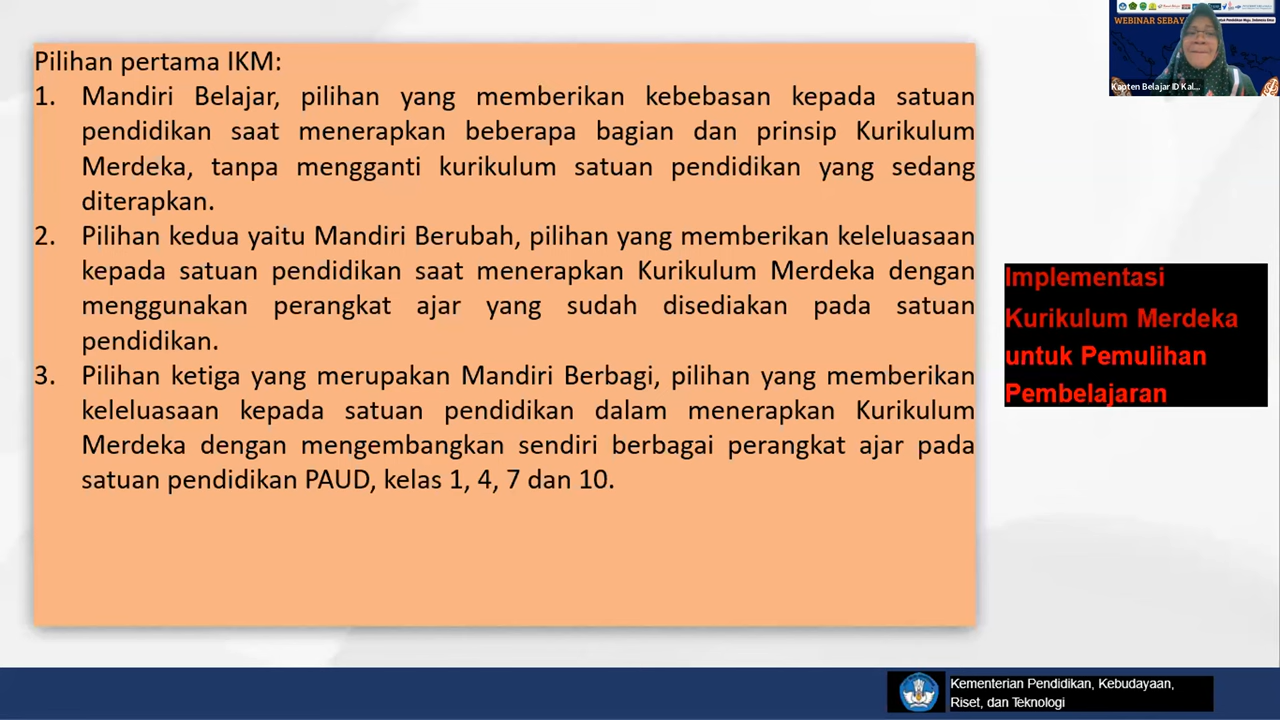 Pilihan pertama IKM:
1. Mandiri Belajar, pilihan yang memberikan kebebasan kepada satuan
pendidikan saat menerapkan beberapa bagian dan prinsip Kurikulum
Merdeka, tanpa mengganti kurikulum satuan pendidikan yang sedang
diterapkan.
2. Pilihan kedua yaitu Mandiri Berubah, pilihan yang memberikan keleluasaan
kepada satuan pendidikan saat menerapkan Kurikulum Merdeka dengan
menggunakan perangkat ajar yang sudah disediakan pada satuan
pendidikan.
3. Pilihan ketiga yang merupakan Mandiri Berbagi, pilihan yang memberikan
keleluasaan kepada satuan pendidikan dalam menerapkan Kurikulum
Merdeka dengan mengembangkan sendiri berbagai perangkat ajar pada
satuan pendidikan PAUD, kelas 1, 4, 7 dan 10.
WEBINAR SEBAY
Kapten Belajar ID Kal...
Implementasi
Kurikulum Merdeka
untuk Pemulihan
Pembelajaran
Kementerian Pendidikan, Kebudayaan,
Riset, dan Teknologi